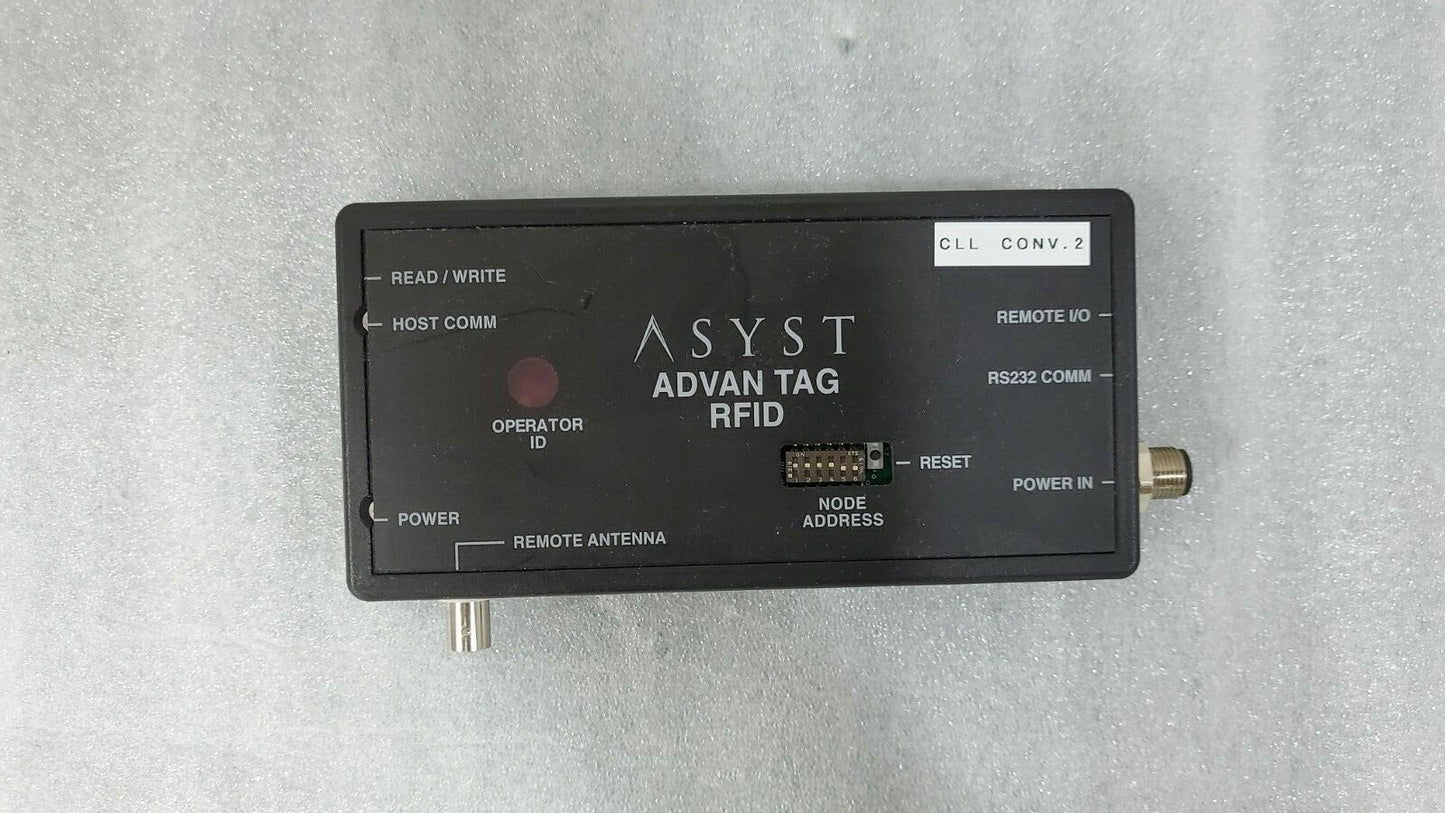 CLL CONV.2
READ / WRITE
HOST COMM
REMOTE I/O
ASYST
ADVAN TAG
RFID
RS232 COMM
OPERATOR
ID
RESET
POWER IN
NODE
ADDRESS
POWER
REMOTE ANTENNA